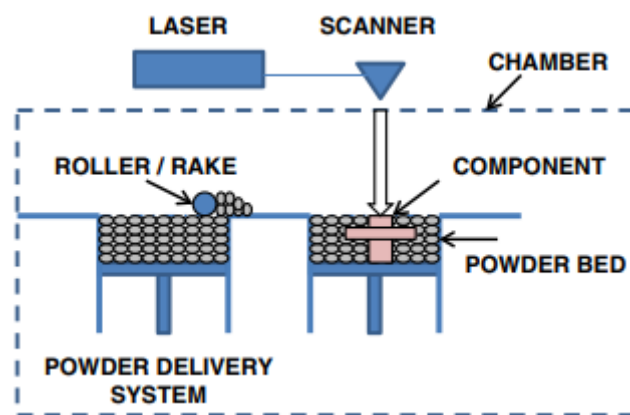 LASER
SCANNER
CHAMBER
ROLLER / RAKE
COMPONENT
POWDER BED
POWDER DELIVERY
SYSTEM